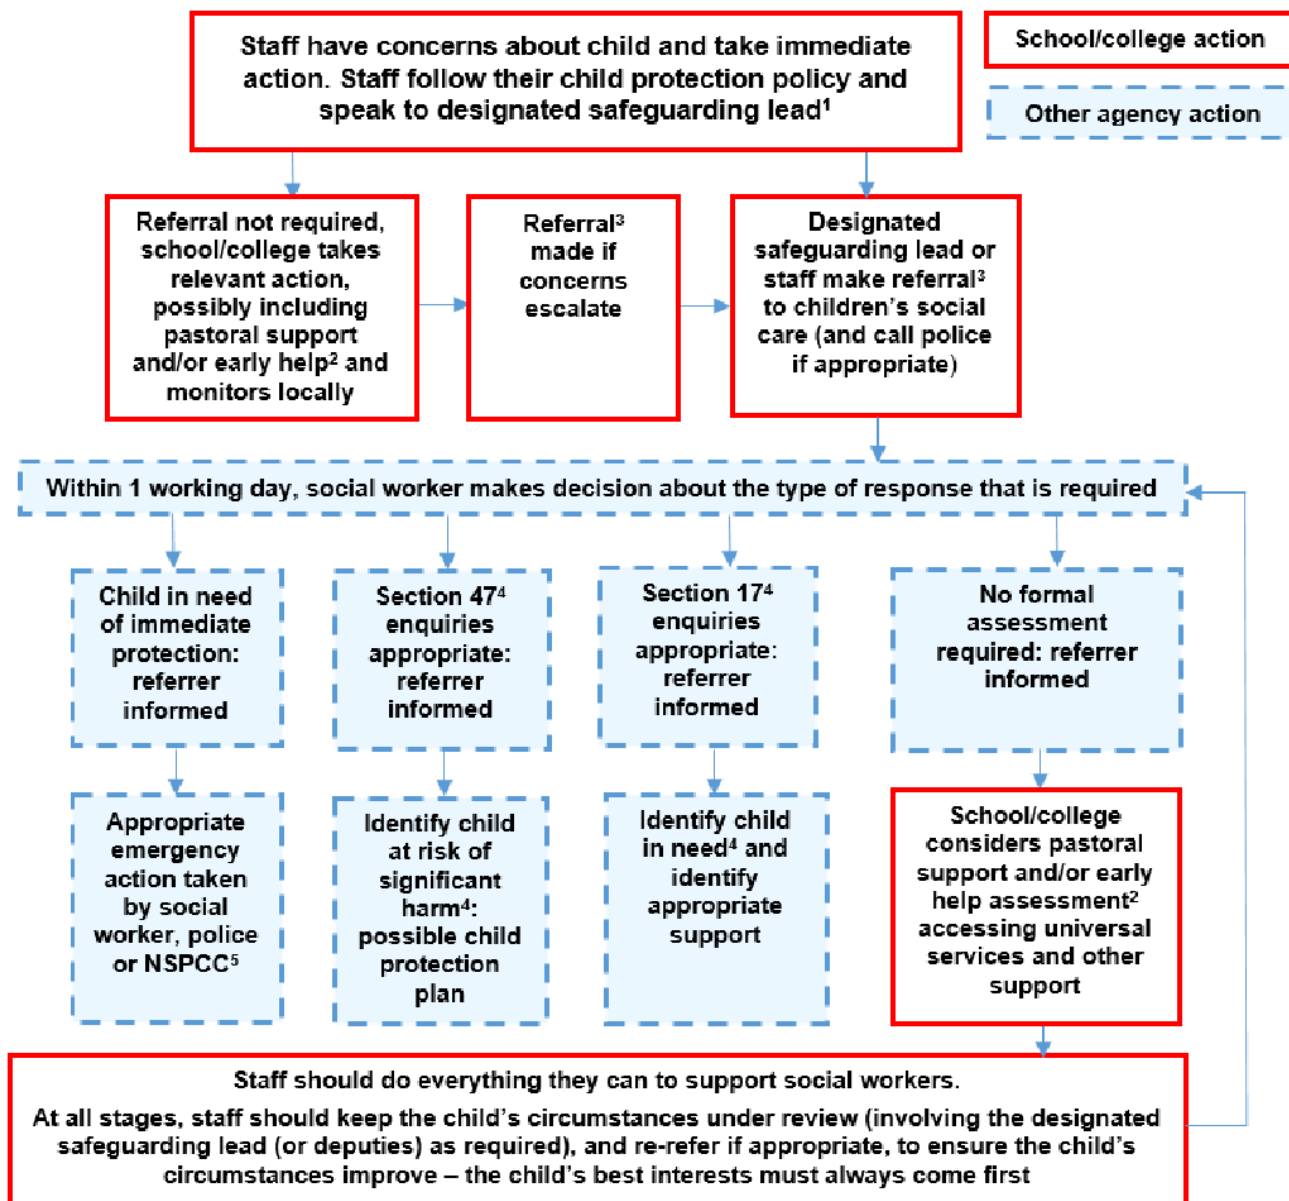 Staff have concerns about child and take immediate
action. Staff follow their child protection policy and
speak to designated safeguarding lead¹
School/college action
Other agency action
Referral not required,
school/college takes
relevant action,
possibly including
pastoral support
and/or early help² and
monitors locally
Referral³
made if
concerns
escalate
Designated
safeguarding lead or
staff make referral³
to children’s social
care (and call police
if appropriate)
Within 1 working day, social worker makes decision about the type of response that is required
Child in need
of immediate
protection:
referrer
informed
Section 47⁴
enquiries
appropriate:
referrer
informed
Section 17⁴
enquiries
appropriate:
referrer
informed
No formal
assessment
required: referrer
informed
Appropriate
emergency
action taken
by social
worker, police
or NSPCC⁵
Identify child
at risk of
significant
harm⁴:
possible child
protection
plan
Identify child
in need⁴ and
identify
appropriate
support
School/college
considers pastoral
support and/or early
help assessment²
accessing universal
services and other
support
Staff should do everything they can to support social workers.
At all stages, staff should keep the child’s circumstances under review (involving the designated
safeguarding lead (or deputies) as required), and re-refer if appropriate, to ensure the child’s
circumstances improve – the child’s best interests must always come first